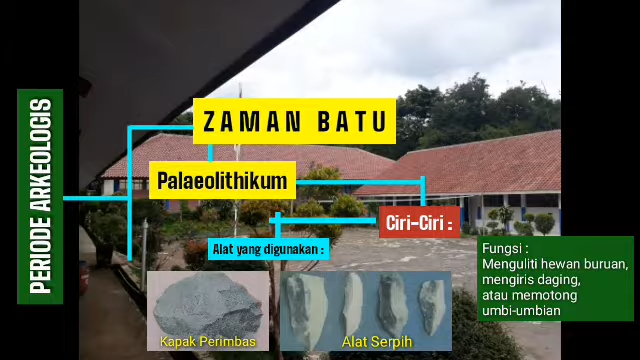 PERIODE ARKEOLOGIS
ZAMAN BATU
Palaeolithikum
Ciri-Ciri :
Alat yang digunakan :
Fungsi :
Menguliti hewan buruan,
mengiris daging,
atau memotong
umbi-umbian
Kapak Perimbas
Alat Serpih